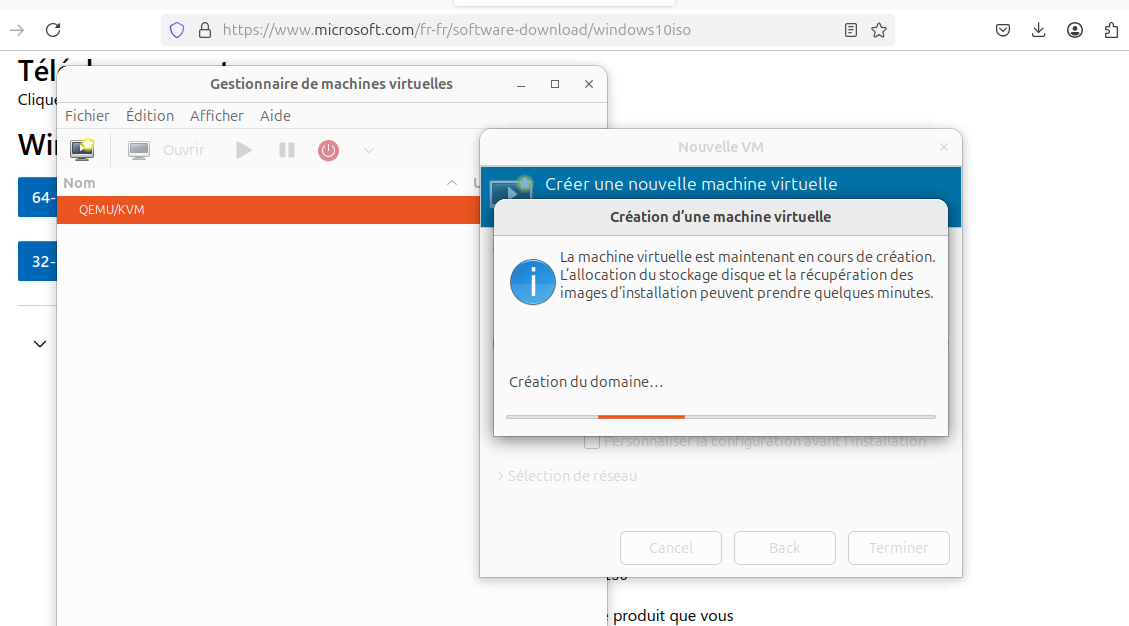 https://www.microsoft.com/fr-fr/software-download/windows10iso
Gestionnaire de machines virtuelles
Fichier Édition Afficher Aide
Ouvrir
Nom
QEMU/KVM
64-
32-
Nouvelle VM
Créer une nouvelle machine virtuelle
Création d’une machine virtuelle
La machine virtuelle est maintenant en cours de création.
L’allocation du stockage disque et la récupération des
images d’installation peuvent prendre quelques minutes.
Création du domaine…
Personnaliser la configuration avant l’installation
Sélection de réseau
Cancel Back Terminer
produit que vous